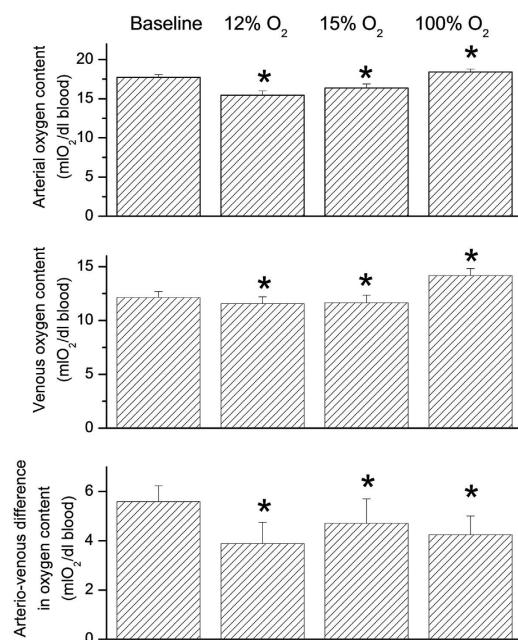 Baseline 12% O₂ 15% O₂ 100% O₂
Arterial oxygen content
(mlO₂/dl blood)
20
15
10
5
0
* * *
Venous oxygen content
(mlO₂/dl blood)
15
10
5
0
* * *
Arterio-venous difference
in oxygen content
(mlO₂/dl blood)
6
4
2
0
* * *